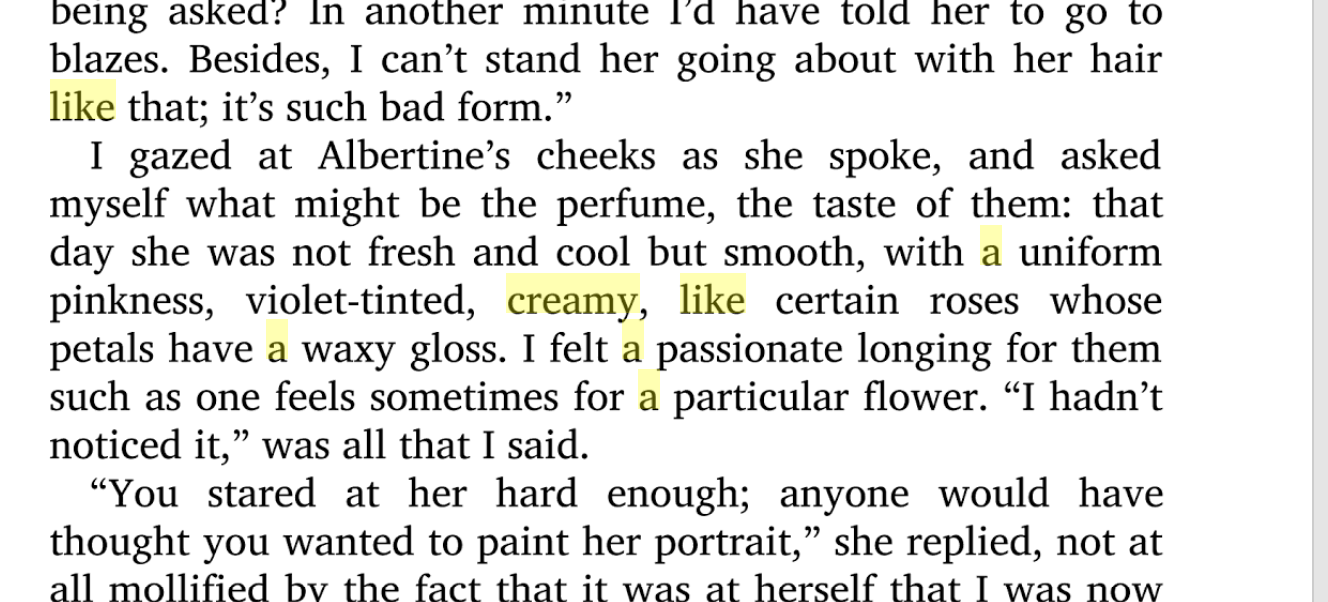 being asked? In another minute I’d have told her to go to
blazes. Besides, I can’t stand her going about with her hair
like that; it’s such bad form.”
I gazed at Albertine’s cheeks as she spoke, and asked
myself what might be the perfume, the taste of them: that
day she was not fresh and cool but smooth, with a uniform
pinkness, violet-tinted, creamy, like certain roses whose
petals have a waxy gloss. I felt a passionate longing for them
such as one feels sometimes for a particular flower. “I hadn’t
noticed it,” was all that I said.
“You stared at her hard enough; anyone would have
thought you wanted to paint her portrait,” she replied, not at
all mollified by the fact that it was at herself that I was now